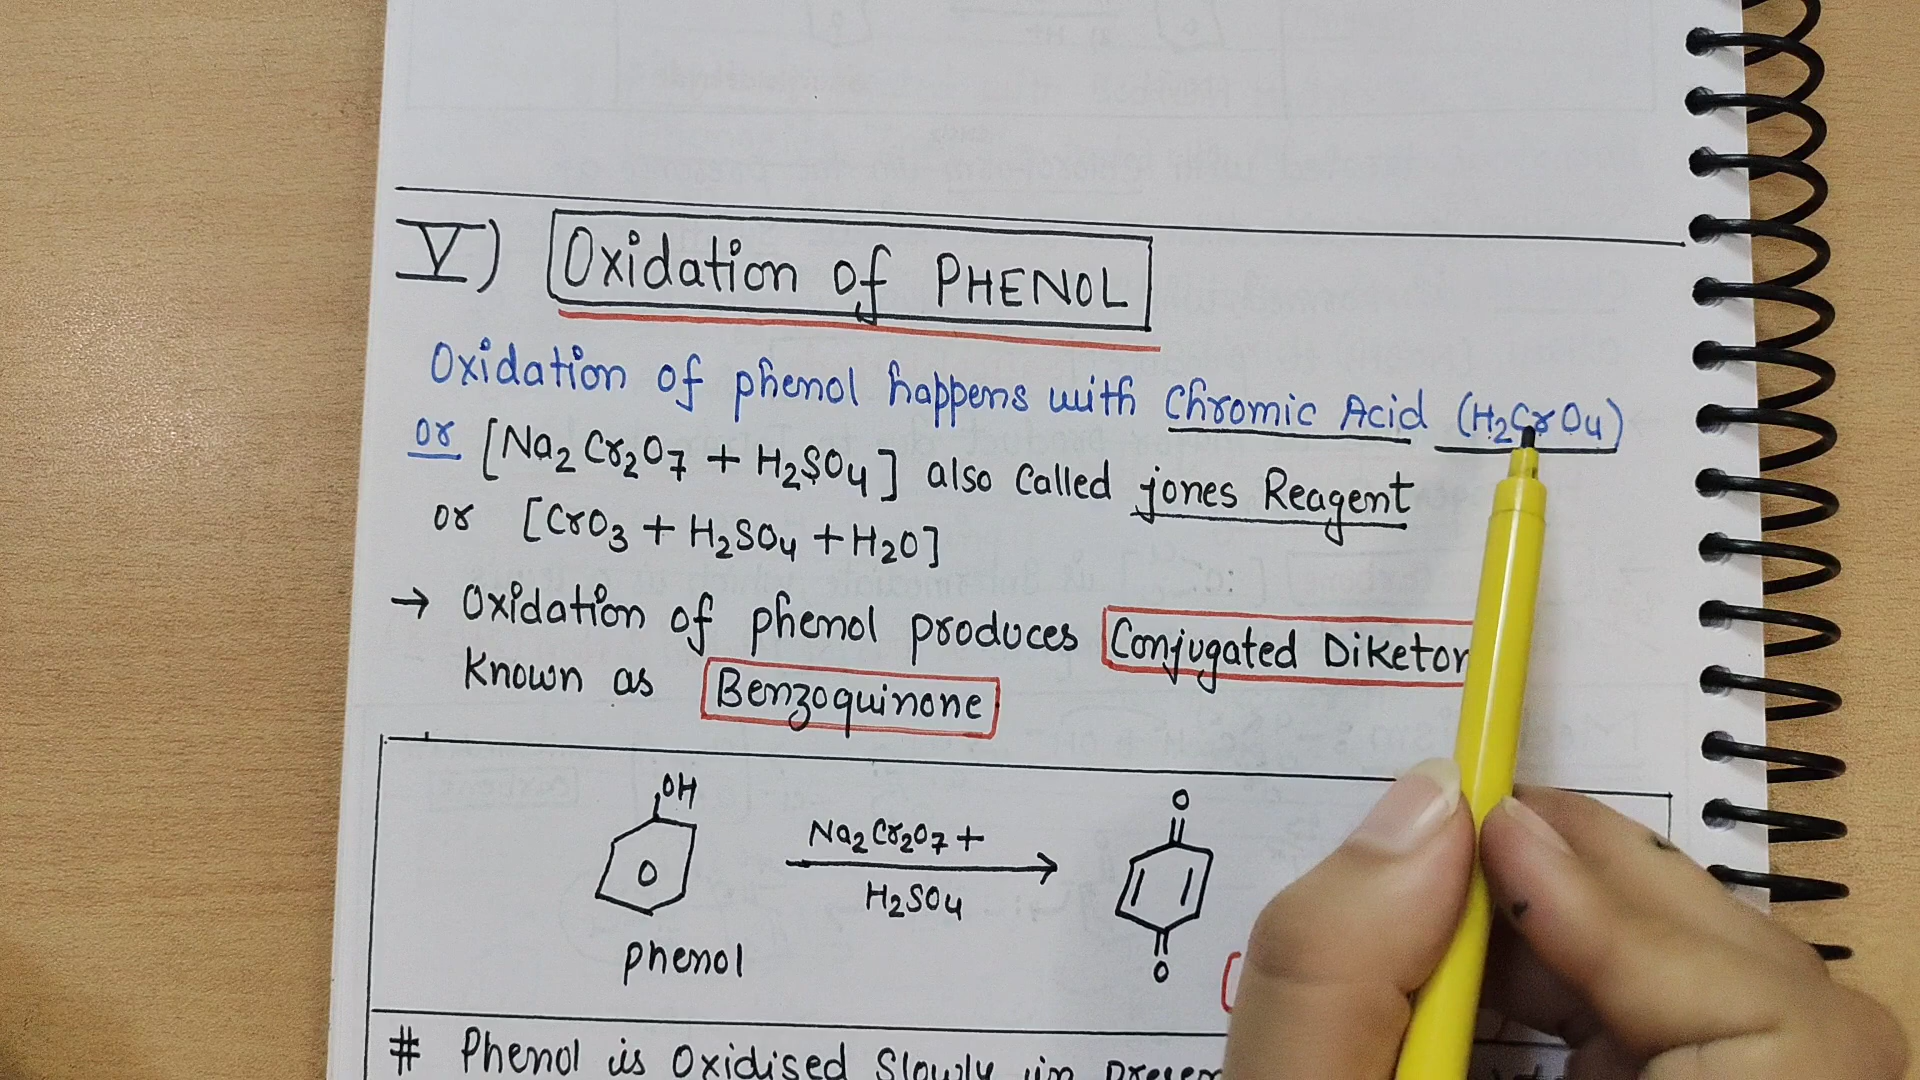 V) Oxidation of PHENOL
Oxidation of phenol happens with Chromic Acid (H2CrO4)
or [Na2Cr2O7 + H2SO4] also called jones Reagent
or [CrO3 + H2SO4 + H2O]
→ Oxidation of phenol produces Conjugated
Known as Benzoquinone
OH
Na2Cr2O7 +
H2SO4
phenol
O
O
# Phenol is Oxidised Slowly in